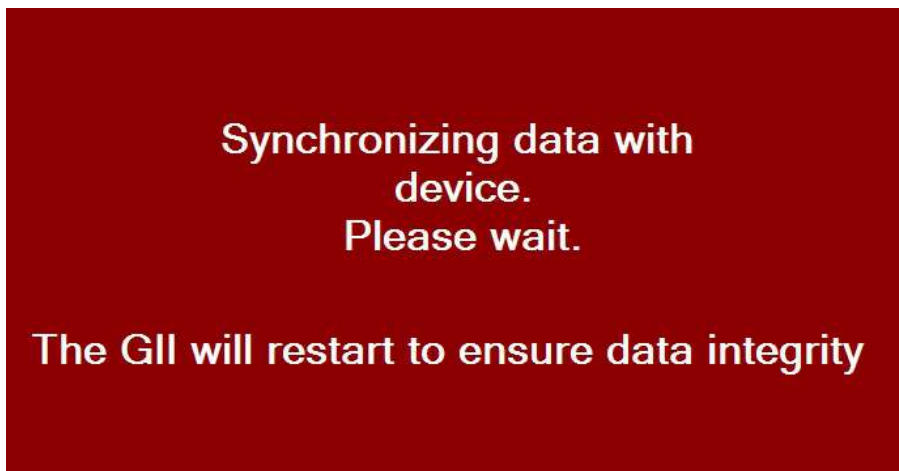 Synchronizing data with
device.
Please wait.
The GII will restart to ensure data integrity